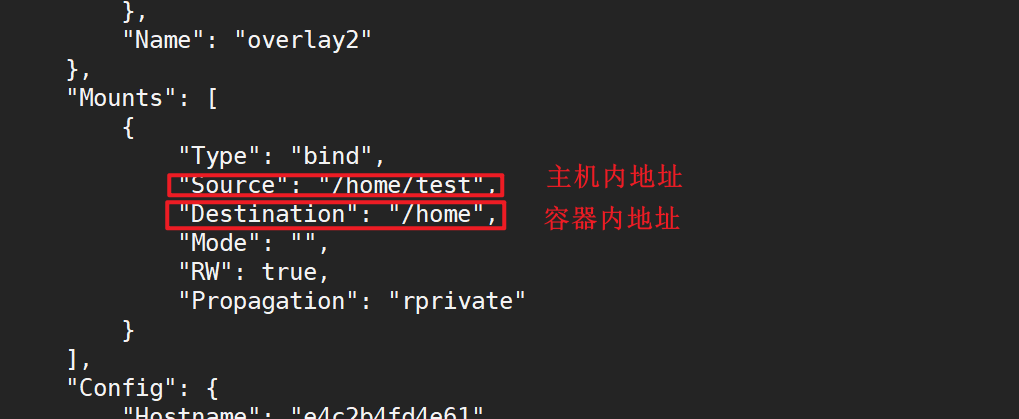 },
"Name": "overlay2"
},
"Mounts": [
{
"Type": "bind",
"Source": "/home/test", 主机内地址
"Destination": "/home", 容器内地址
"Mode": "",
"RW": true,
"Propagation": "rprivate"
}
],
"Config": {
"Hostname": "e4c2b4fd4e61"